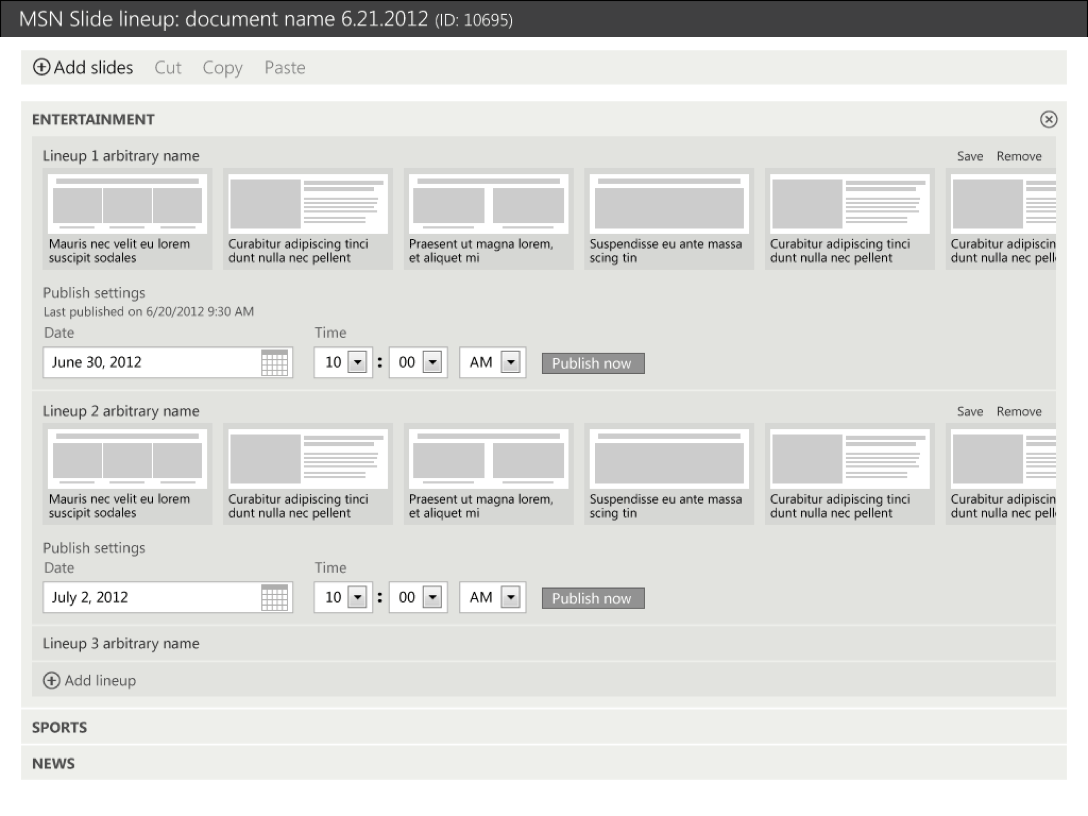 MSN Slide lineup: document name 6.21.2012 (ID: 10695)
Add slides Cut Copy Paste
ENTERTAINMENT
Lineup 1 arbitrary name Save Remove
Mauris nec velit eu lorem
suscipit sodales
Curabitur adipiscing tinci
dunt nulla nec pellent
Praesent ut magna lorem,
et aliquet mi
Suspendisse eu ante massa
scing tin
Curabitur adipiscing tinci
dunt nulla nec pellent
Curabitur adipiscin
dunt nulla nec pell
Publish settings
Last published on 6/20/2012 9:30 AM
Date Time
June 30, 2012 10 : 00 AM Publish now
Lineup 2 arbitrary name Save Remove
Mauris nec velit eu lorem
suscipit sodales
Curabitur adipiscing tinci
dunt nulla nec pellent
Praesent ut magna lorem,
et aliquet mi
Suspendisse eu ante massa
scing tin
Curabitur adipiscing tinci
dunt nulla nec pellent
Curabitur adipiscin
dunt nulla nec pell
Publish settings
Date Time
July 2, 2012 10 : 00 AM Publish now
Lineup 3 arbitrary name
Add lineup
SPORTS
NEWS